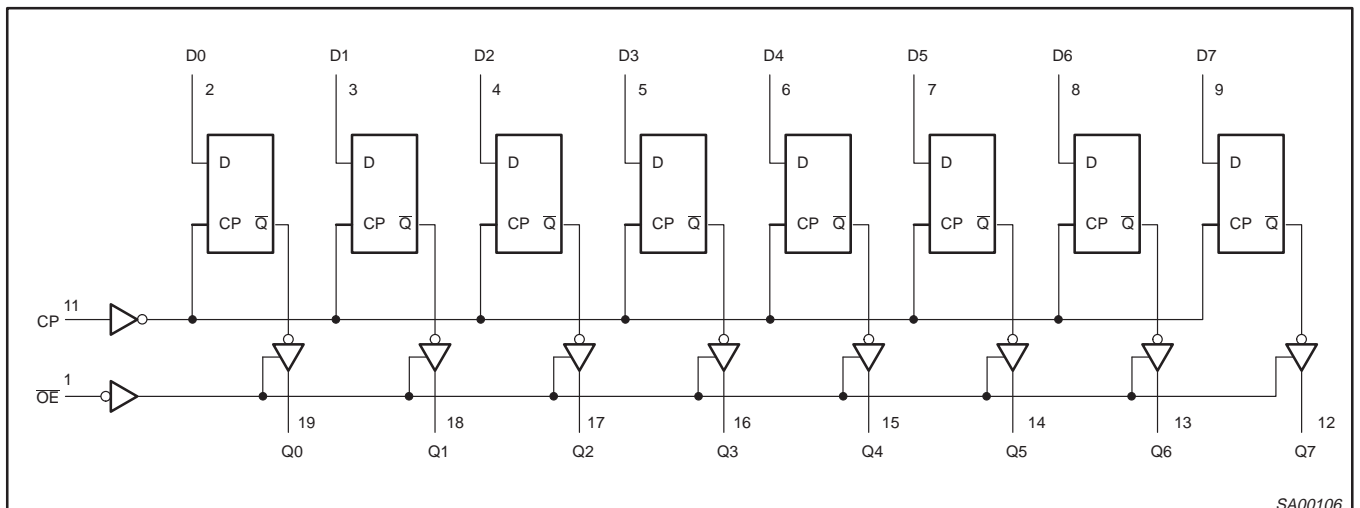 D0 D1 D2 D3 D4 D5 D6 D7
2 3 4 5 6 7 8 9
D D D D D D D D
CP Q̅ CP Q̅ CP Q̅ CP Q̅ CP Q̅ CP Q̅ CP Q̅ CP Q̅
11
CP
1
O̅E̅
19 18 17 16 15 14 13 12
Q0 Q1 Q2 Q3 Q4 Q5 Q6 Q7
SA00106